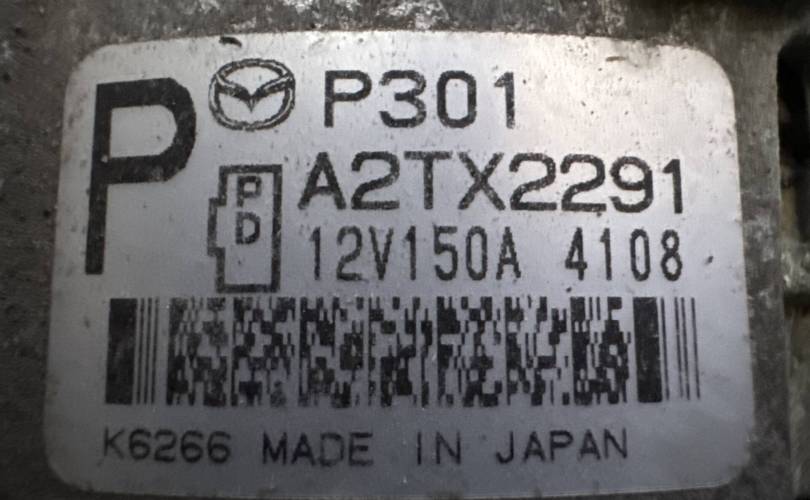 P P301
PD A2TX2291
12V150A 4108
K6266 MADE IN JAPAN